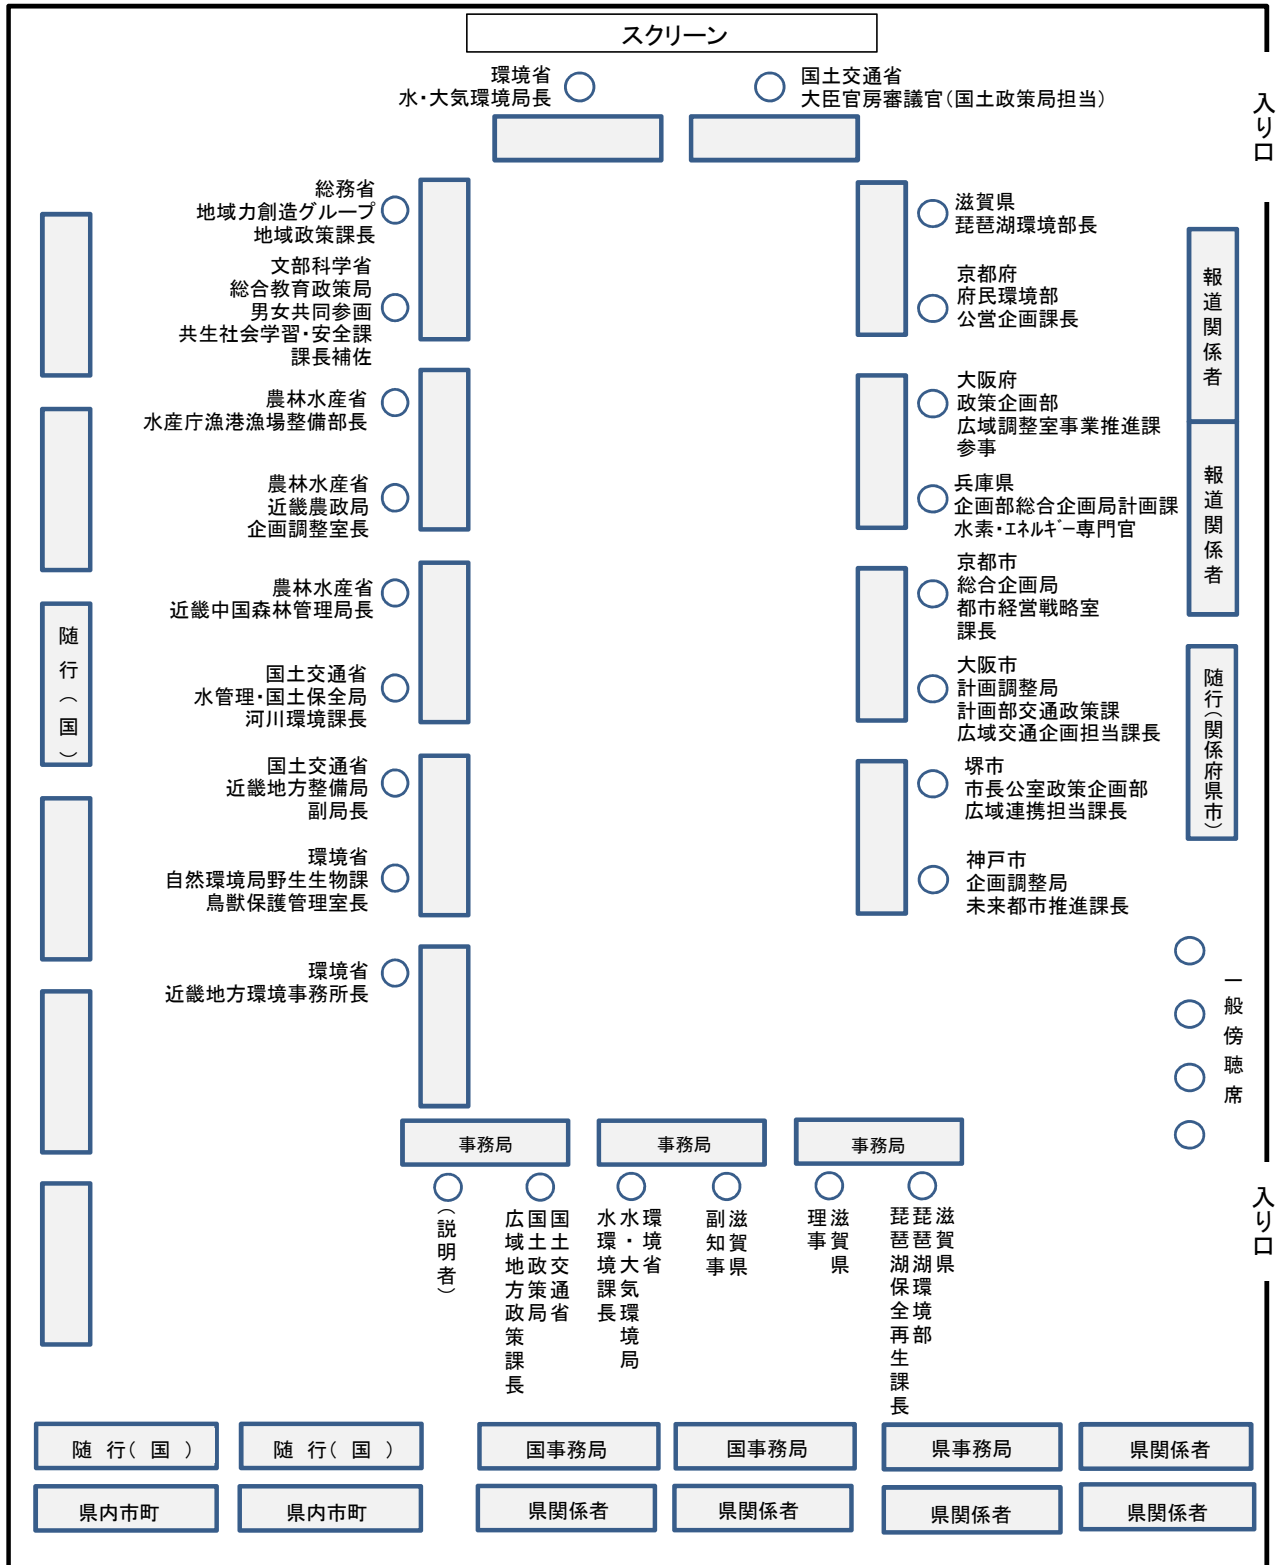 スクリーン
環境省
水・大気環境局長
国土交通省
大臣官房審議官（国土政策局担当）
入り口
総務省
地域力創造グループ
地域政策課長
文部科学省
総合教育政策局
男女共同参画
共生社会学習・安全課
課長補佐
農林水産省
水産庁漁港漁場整備部長
農林水産省
近畿農政局
企画調整室長
農林水産省
近畿中国森林管理局長
国土交通省
水管理・国土保全局
河川環境課長
国土交通省
近畿地方整備局
副局長
環境省
自然環境局野生生物課
鳥獣保護管理室長
環境省
近畿地方環境事務所長
滋賀県
琵琶湖環境部長
京都府
府民環境部
公営企画課長
大阪府
政策企画部
広域調整室事業推進課
参事
兵庫県
企画部総合企画局計画課
水素・ｴﾈﾙｷﾞｰ専門官
京都市
総合企画局
都市経営戦略室
課長
大阪市
計画調整局
計画部交通政策課
広域交通企画担当課長
堺市
市長公室政策企画部
広域連携担当課長
神戸市
企画調整局
未来都市推進課長
報道関係者
報道関係者
随行（関係府県市）
随行（国）
一般傍聴席
入り口
事務局
事務局
事務局
（説明者）
国土交通省
国土政策局
広域地方政策課長
環境省
水・大気環境局
水環境課長
滋賀県
副知事
滋賀県
理事
滋賀県
琵琶湖環境部
琵琶湖保全再生課長
随 行（ 国 ）
随 行（ 国 ）
国事務局
国事務局
県事務局
県関係者
県内市町
県内市町
県関係者
県関係者
県関係者
県関係者